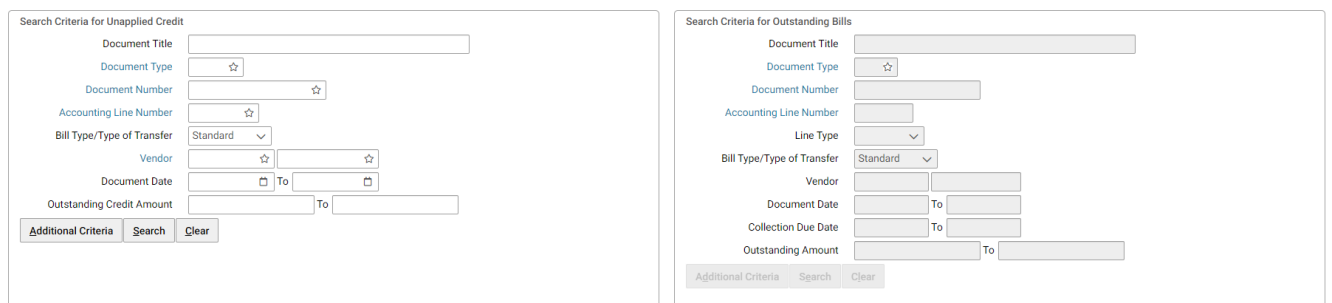 Search Criteria for Unapplied Credit
Document Title
Document Type
Document Number
Accounting Line Number
Bill Type/Type of Transfer Standard
Vendor
Document Date To
Outstanding Credit Amount To
Additional Criteria Search Clear
Search Criteria for Outstanding Bills
Document Title
Document Type
Document Number
Accounting Line Number
Line Type
Bill Type/Type of Transfer Standard
Vendor
Document Date To
Collection Due Date To
Outstanding Amount To
Additional Criteria Search Clear